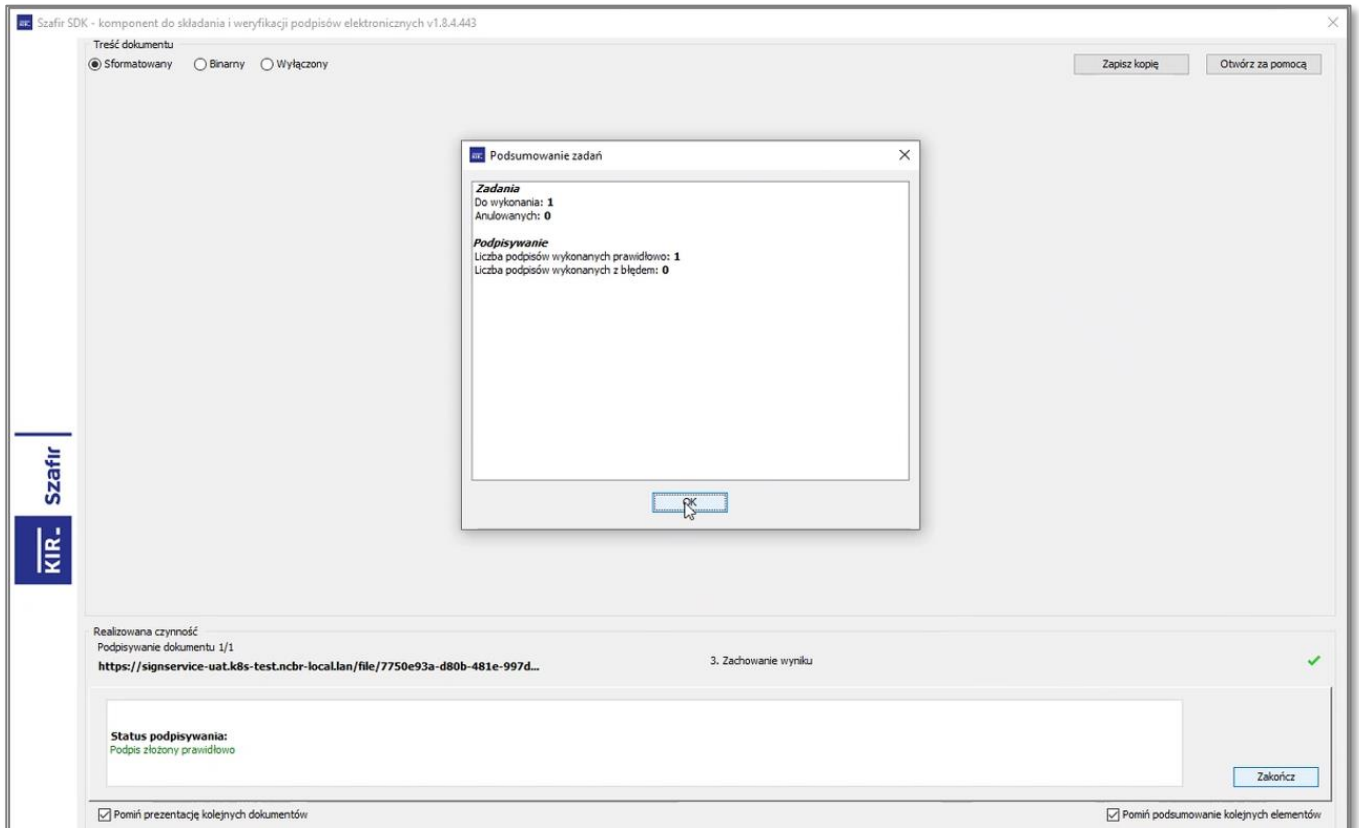 KIR. Szafir SDK - komponent do składania i weryfikacji podpisów elektronicznych v1.8.4.443
Treść dokumentu
Sformatowany Binarny Wyłączony Zapisz kopię Otwórz za pomocą
KIR. Podsumowanie zadań
Zadania
Do wykonania: 1
Anulowanych: 0
Podpisywanie
Liczba podpisów wykonanych prawidłowo: 1
Liczba podpisów wykonanych z błędem: 0
OK
KIR. Szafir
Realizowana czynność
Podpisywanie dokumentu 1/1
https://signservice-uat.k8s-test.ncbr-local.lan/file/7750e93a-d80b-481e-997d... 3. Zachowanie wyniku
Status podpisywania:
Podpis złożony prawidłowo
Zakończ
Pomiń prezentację kolejnych dokumentów Pomiń podsumowanie kolejnych elementów